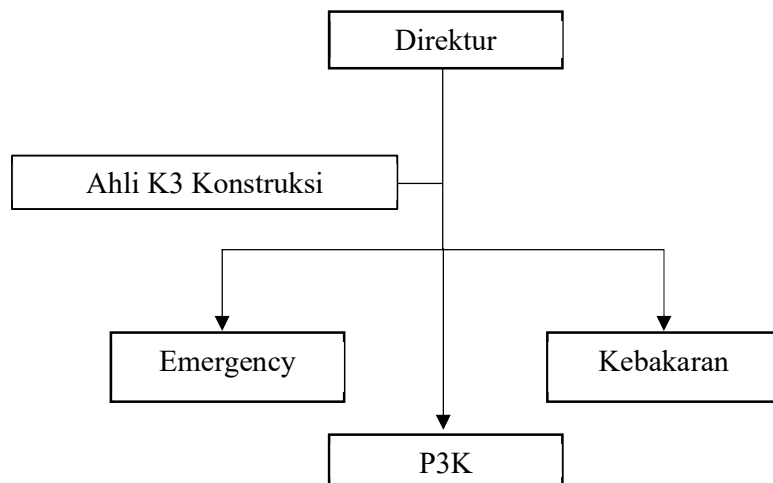 Direktur
Ahli K3 Konstruksi
Emergency
Kebakaran
P3K